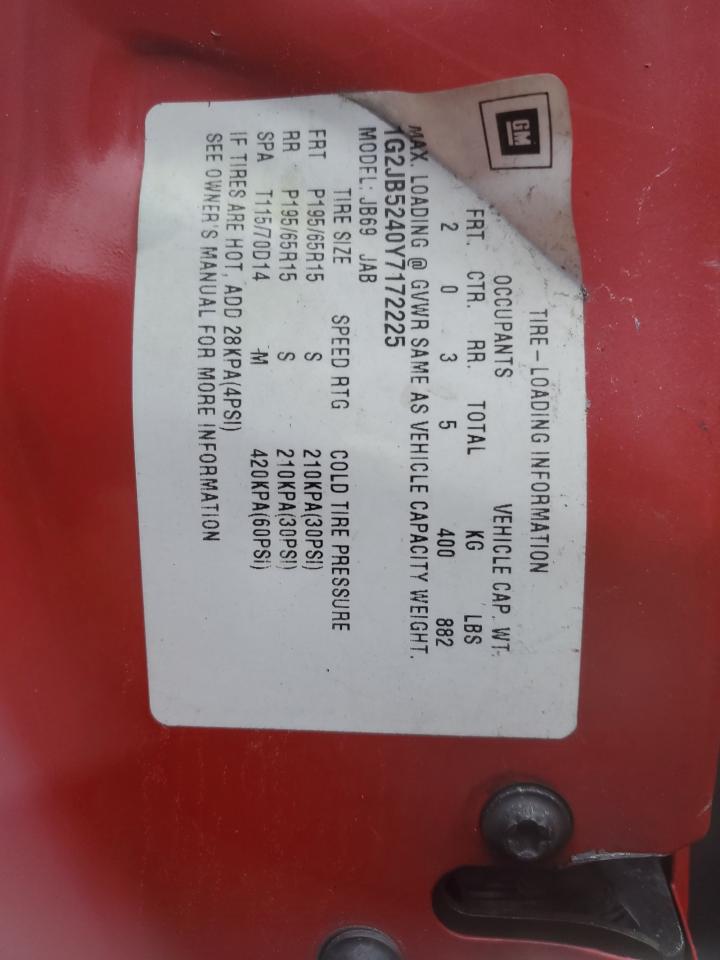 GM
TIRE-LOADING INFORMATION
OCCUPANTS VEHICLE CAP. WT.
FRT. CTR. RR. TOTAL KG LBS
2 0 3 5 400 882
MAX. LOADING @ GVWR SAME AS VEHICLE CAPACITY WEIGHT.
1G2JB5240Y7172225
MODEL: JB69 JAB
TIRE SIZE SPEED RTG COLD TIRE PRESSURE
FRT P195/65R15 S 210KPA(30PSI)
RR P195/65R15 S 210KPA(30PSI)
SPA T115/70D14 -M 420KPA(60PSI)
IF TIRES ARE HOT, ADD 28KPA(4PSI)
SEE OWNER'S MANUAL FOR MORE INFORMATION